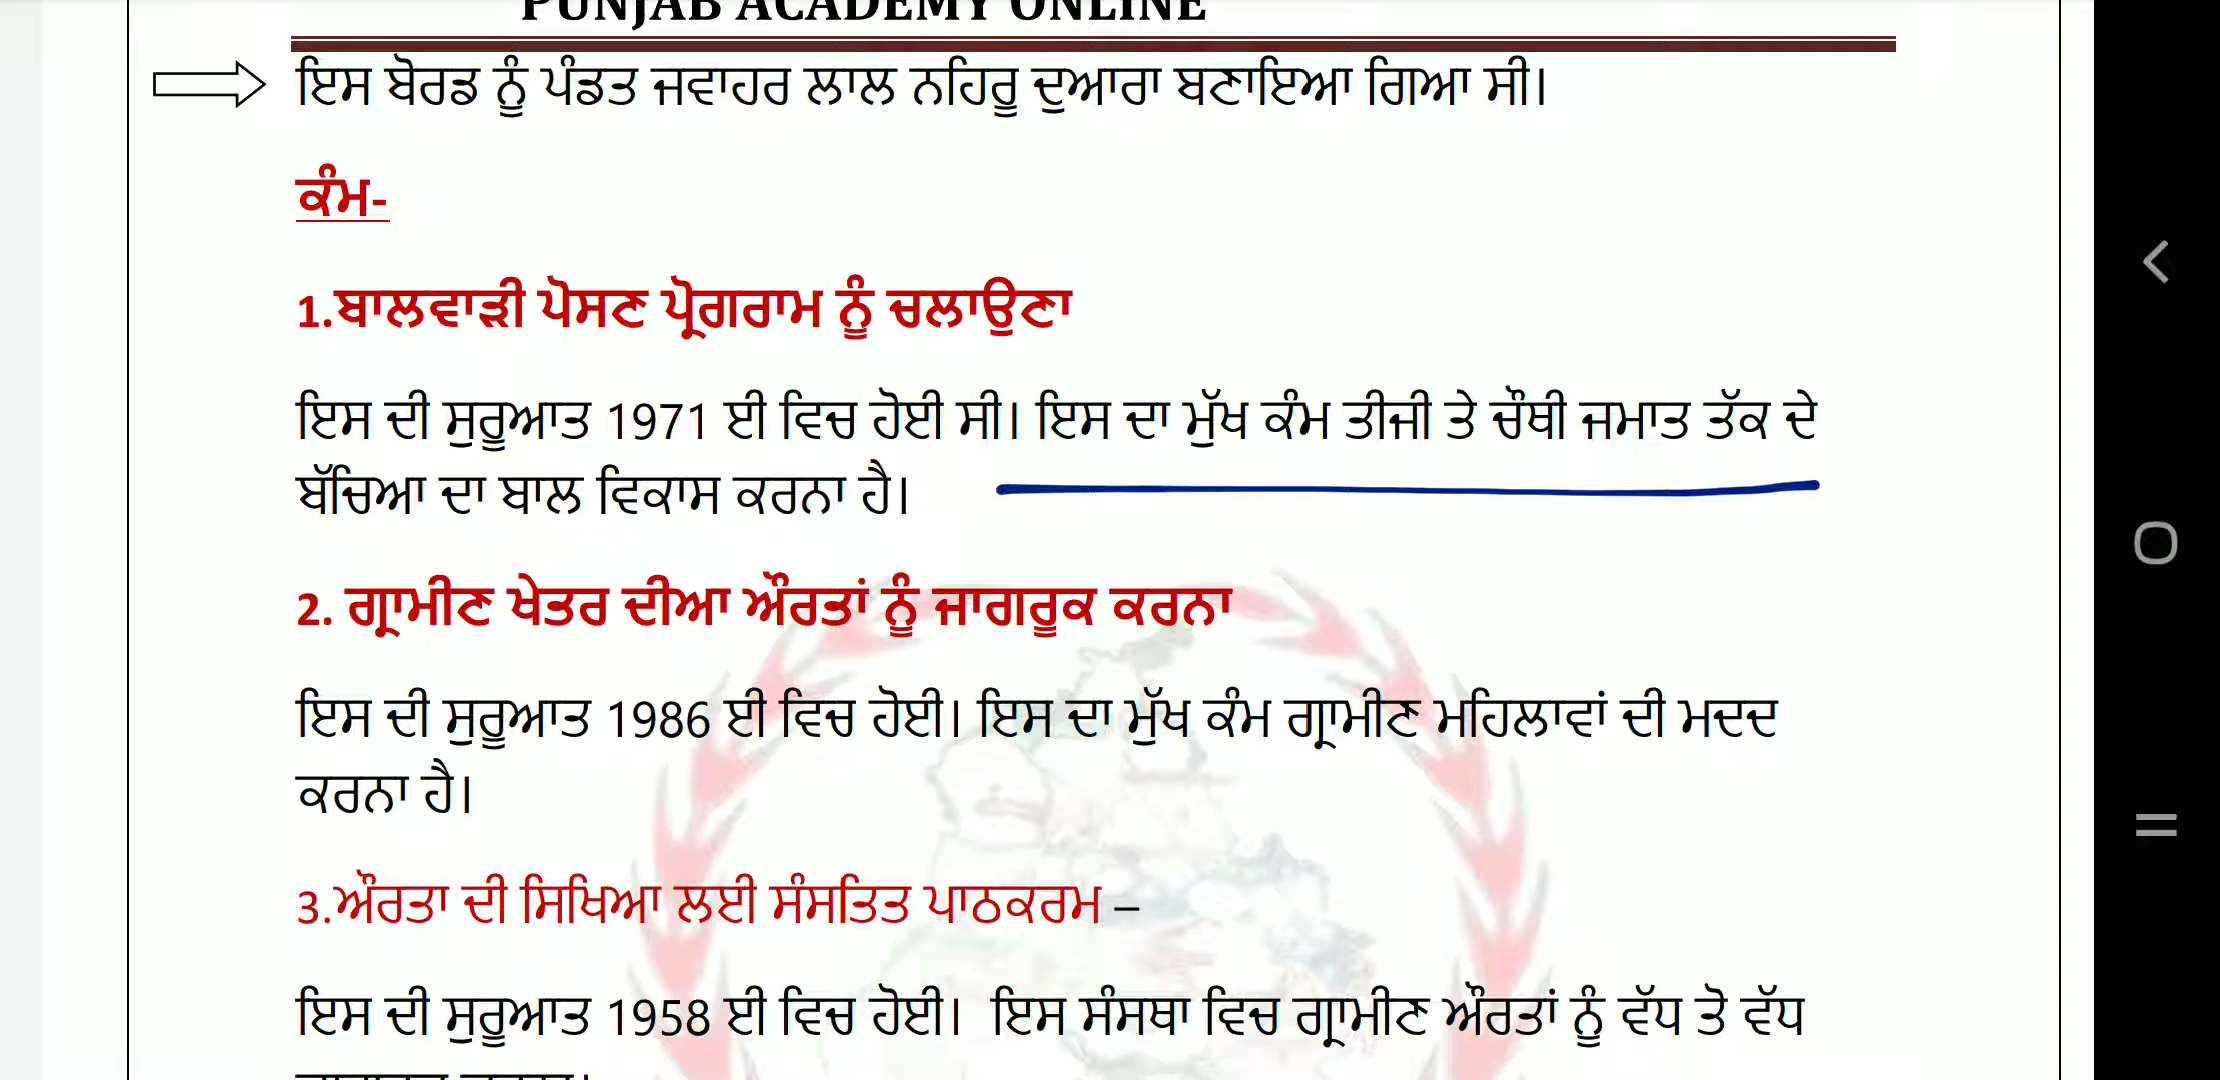 PUNJAB ACADEMY ONLINE
ਇਸ ਬੋਰਡ ਨੂੰ ਪੰਡਤ ਜਵਾਹਰ ਲਾਲ ਨਹਿਰੂ ਦੁਆਰਾ ਬਣਾਇਆ ਗਿਆ ਸੀ।
ਕੰਮ-
1.ਬਾਲਵਾੜੀ ਪੋਸਣ ਪ੍ਰੋਗਰਾਮ ਨੂੰ ਚਲਾਉਣਾ
ਇਸ ਦੀ ਸੁਰੂਆਤ 1971 ਈ ਵਿਚ ਹੋਈ ਸੀ। ਇਸ ਦਾ ਮੁੱਖ ਕੰਮ ਤੀਜੀ ਤੇ ਚੌਥੀ ਜਮਾਤ ਤੱਕ ਦੇ
ਬੱਚਿਆ ਦਾ ਬਾਲ ਵਿਕਾਸ ਕਰਨਾ ਹੈ।
2. ਗ੍ਰਾਮੀਣ ਖੇਤਰ ਦੀਆ ਔਰਤਾਂ ਨੂੰ ਜਾਗਰੂਕ ਕਰਨਾ
ਇਸ ਦੀ ਸੁਰੂਆਤ 1986 ਈ ਵਿਚ ਹੋਈ। ਇਸ ਦਾ ਮੁੱਖ ਕੰਮ ਗ੍ਰਾਮੀਣ ਮਹਿਲਾਵਾਂ ਦੀ ਮਦਦ
ਕਰਨਾ ਹੈ।
3.ਔਰਤਾ ਦੀ ਸਿਖਿਆ ਲਈ ਸੰਸਤਿਤ ਪਾਠਕਰਮ –
ਇਸ ਦੀ ਸੁਰੂਆਤ 1958 ਈ ਵਿਚ ਹੋਈ। ਇਸ ਸੰਸਥਾ ਵਿਚ ਗ੍ਰਾਮੀਣ ਔਰਤਾਂ ਨੂੰ ਵੱਧ ਤੋ ਵੱਧ